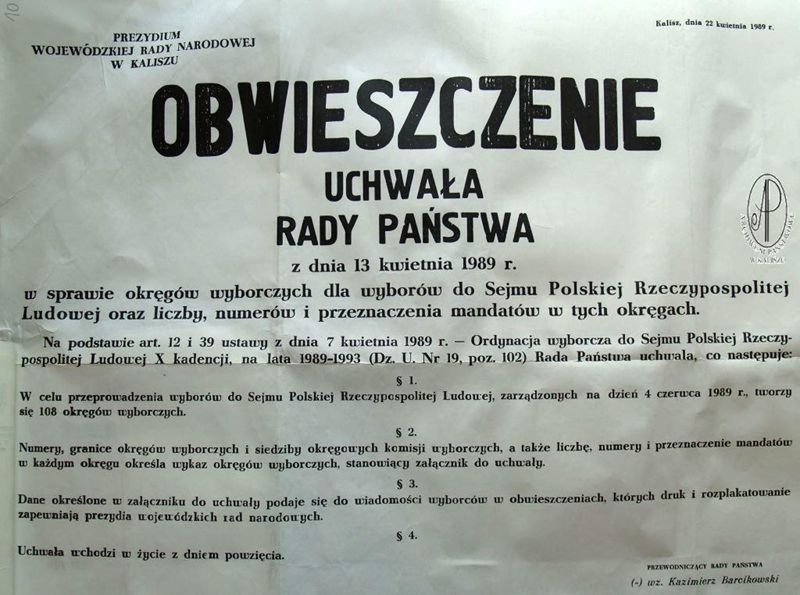 10
Kalisz, dnia 22 kwietnia 1989 r.
PREZYDIUM
WOJEWÓDZKIEJ RADY NARODOWEJ
W KALISZU
OBWIESZCZENIE
UCHWAŁA
RADY PAŃSTWA
z dnia 13 kwietnia 1989 r.
w sprawie okręgów wyborczych dla wyborów do Sejmu Polskiej Rzeczypospolitej
Ludowej oraz liczby, numerów i przeznaczenia mandatów w tych okręgach.
Na podstawie art. 12 i 39 ustawy z dnia 7 kwietnia 1989 r. — Ordynacja wyborcza do Sejmu Polskiej Rzeczy-
pospolitej Ludowej X kadencji, na lata 1989-1993 (Dz. U. Nr 19, poz. 102) Rada Państwa uchwala, co następuje:
§ 1.
W celu przeprowadzenia wyborów do Sejmu Polskiej Rzeczypospolitej Ludowej, zarządzonych na dzień 4 czerwca 1989 r., tworzy
się 108 okręgów wyborczych.
§ 2.
Numery, granice okręgów wyborczych i siedziby okręgowych komisji wyborczych, a także liczbę, numery i przeznaczenie mandatów
w każdym okręgu określa wykaz okręgów wyborczych, stanowiący załącznik do uchwały.
§ 3.
Dane określone w załączniku do uchwały podaje się do wiadomości wyborców w obwieszczeniach, których druk i rozplakatowanie
zapewniają prezydia wojewódzkich rad narodowych.
§ 4.
Uchwała wchodzi w życie z dniem powzięcia.
PRZEWODNICZĄCY RADY PAŃSTWA
(-) wz. Kazimierz Barcikowski
AP
ARCHIWUM PAŃSTWOWE
W KALISZU